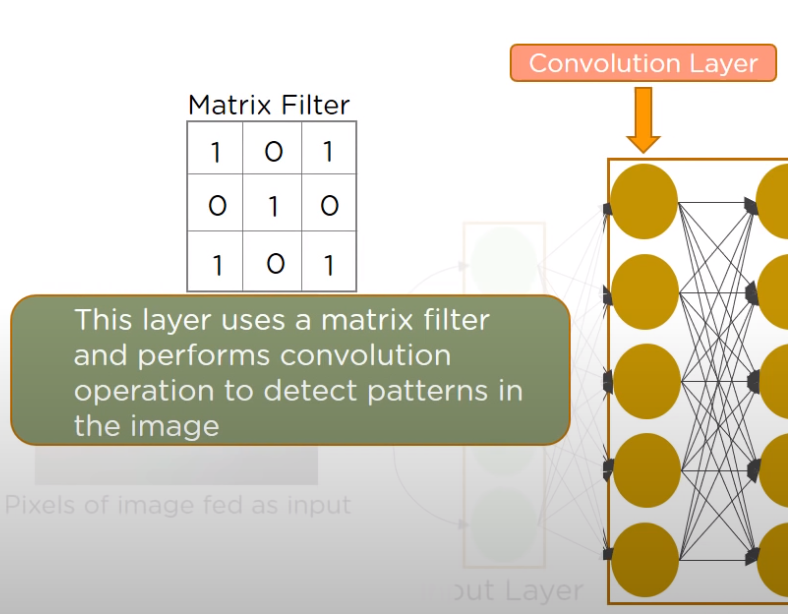 Convolution Layer
Matrix Filter
1 0 1
0 1 0
1 0 1
This layer uses a matrix filter
and performs convolution
operation to detect patterns in
the image
Pixels of image fed as input
Layer